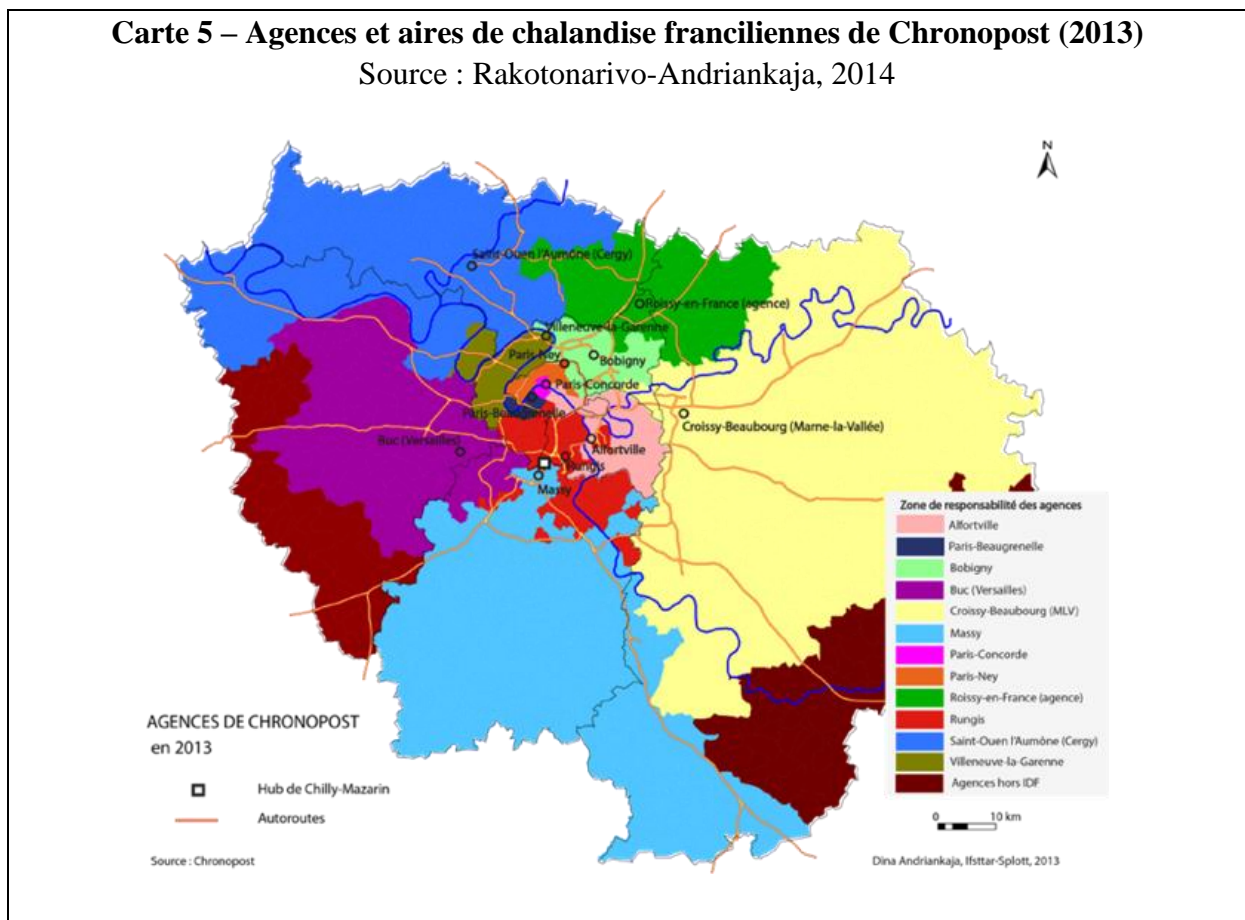 Carte 5 – Agences et aires de chalandise franciliennes de Chronopost (2013)
Source : Rakotonarivo-Andriankaja, 2014
N
Saint-Ouen l'Aumône (Cergy)
Roissy-en-France (agence)
Villeneuve-la-Garenne
Paris-Ney
Bobigny
Paris-Concorde
Paris-Beaugrenelle
Croissy-Beaubourg (Marne-la-Vallée)
Buc (Versailles)
Alfortville
Rungis
Massy
Zone de responsabilité des agences
Alfortville
Paris-Beaugrenelle
Bobigny
Buc (Versailles)
Croissy-Beaubourg (MLV)
Massy
Paris-Concorde
Paris-Ney
Roissy-en-France (agence)
Rungis
Saint-Ouen l'Aumône (Cergy)
Villeneuve-la-Garenne
Agences hors IDF
AGENCES DE CHRONOPOST
en 2013
Hub de Chilly-Mazarin
Autoroutes
0 10 km
Source : Chronopost
Dina Andriankaja, Ifsttar-Splott, 2013